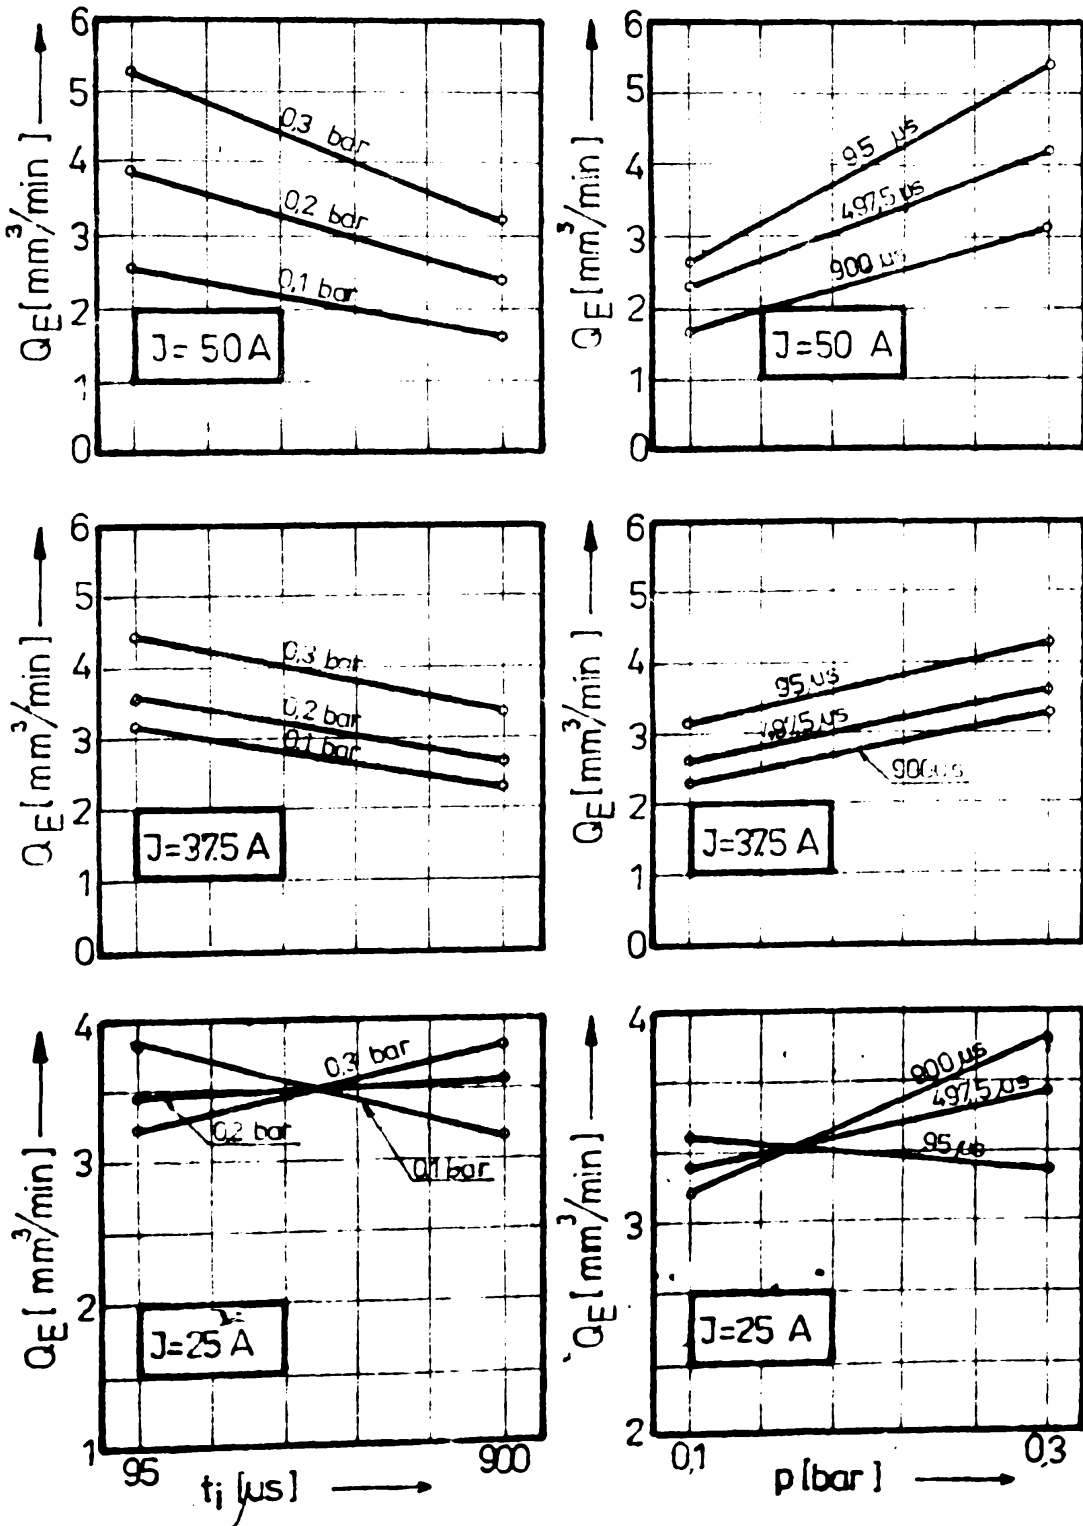 Q_E [mm³/min]
6
5
4
3
2
1
0
0,3 bar
0,2 bar
0,1 bar
J = 50 A
Q_E [mm³/min]
6
5
4
3
2
1
0
95 µs
497,5 µs
900 µs
J = 50 A
Q_E [mm³/min]
6
5
4
3
2
1
0
0,3 bar
0,2 bar
0,1 bar
J=37.5 A
Q_E [mm³/min]
6
5
4
3
2
1
0
95 µs
497,5 µs
900 µs
J=37.5 A
Q_E [mm³/min]
4
3
2
1
0,3 bar
0,2 bar
0,1 bar
J=25 A
95
900
t_i [µs]
Q_E [mm³/min]
4
3
2
900 µs
497,5 µs
95 µs
J=25 A
0,1
0,3
p [bar]